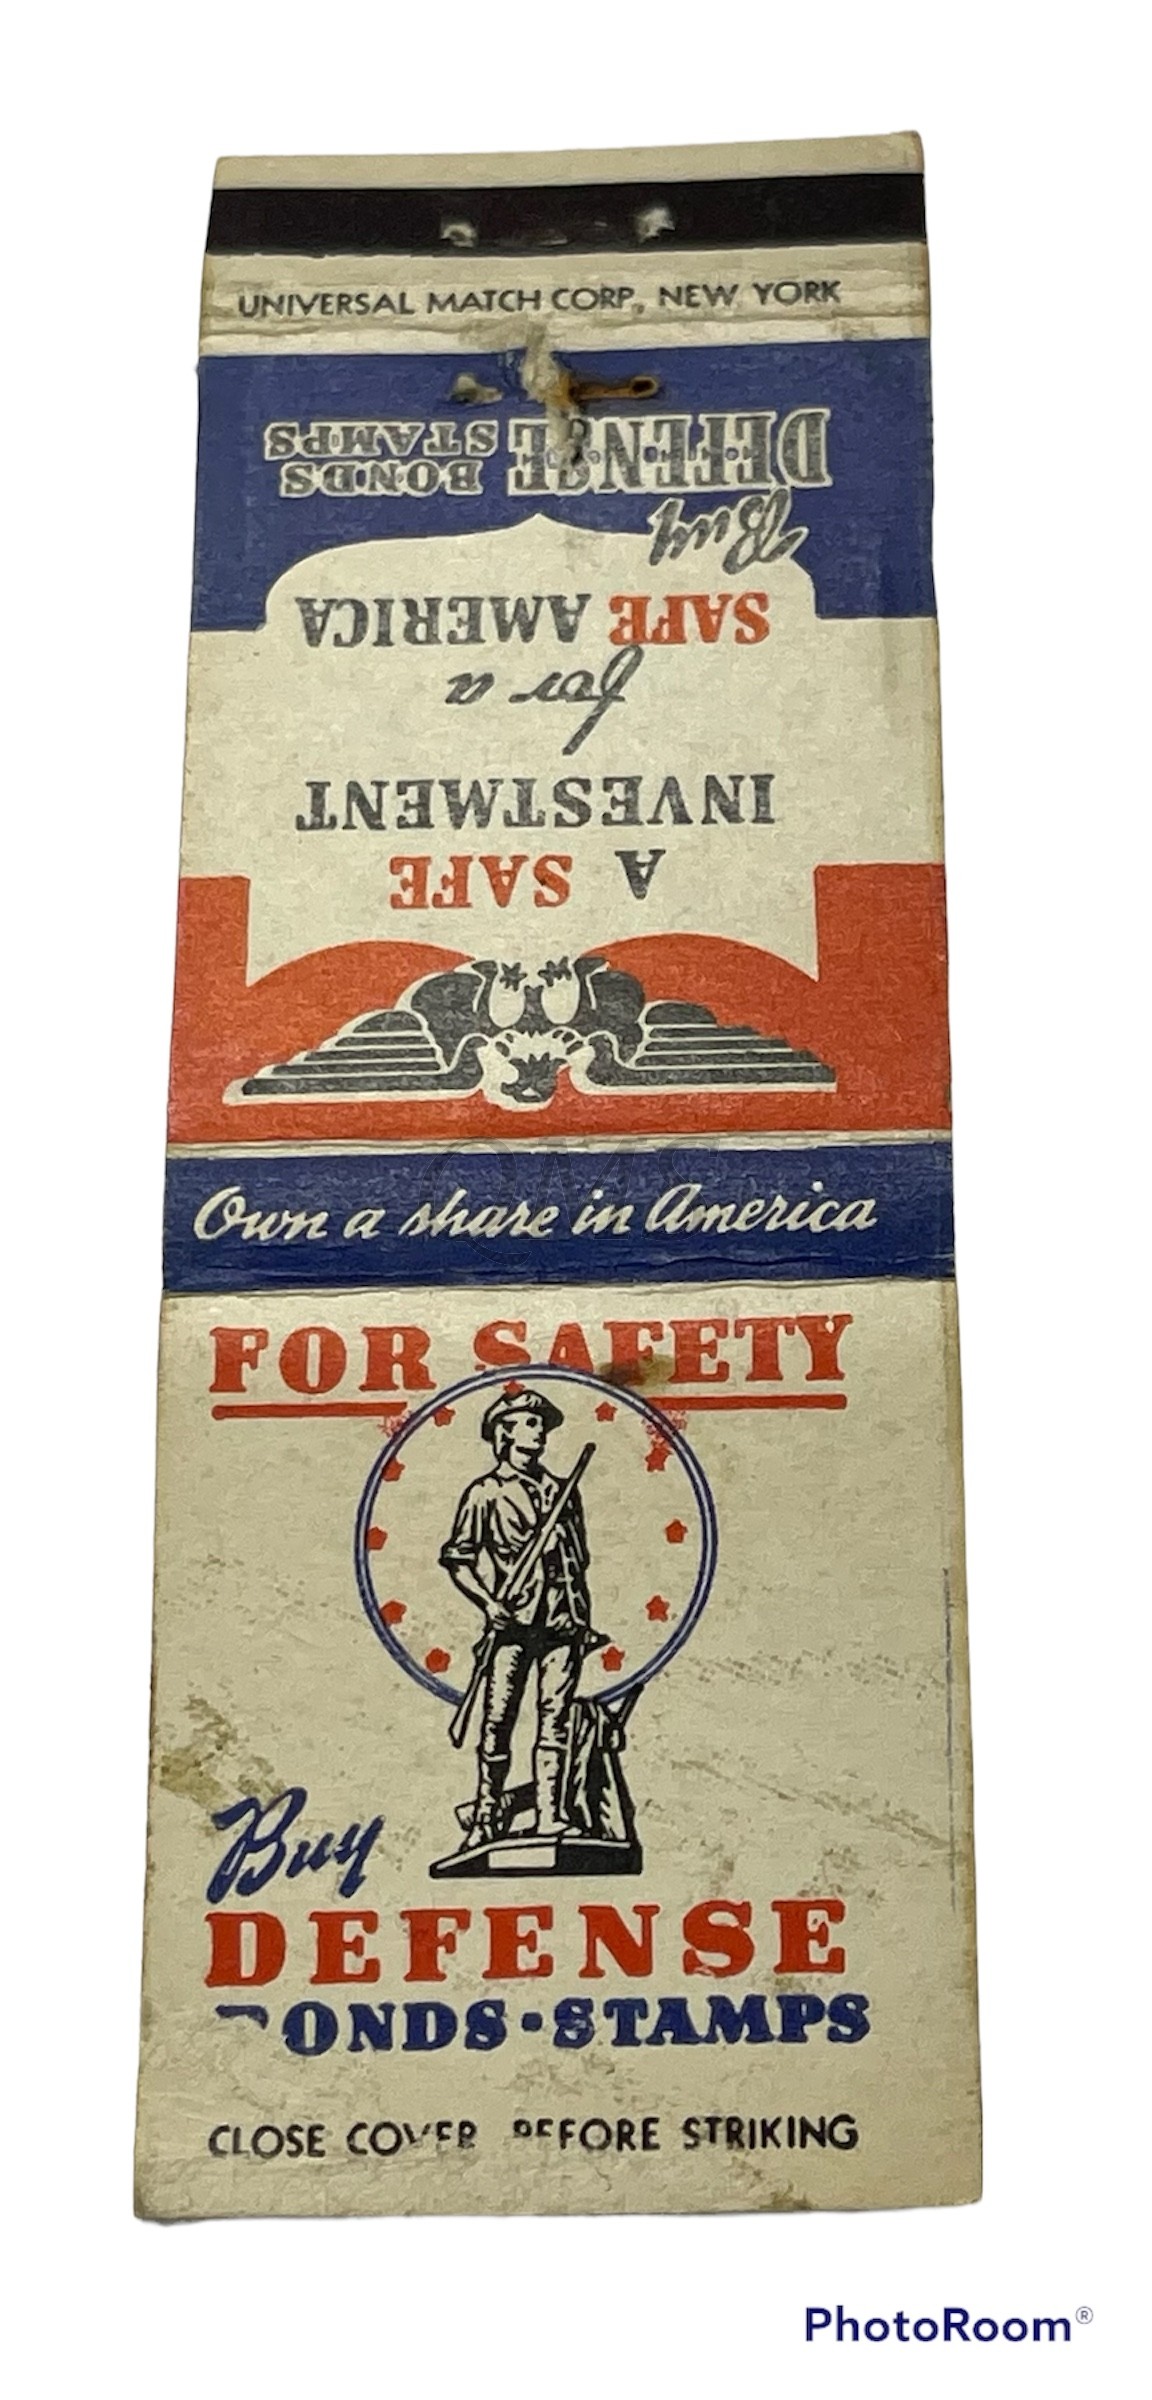 UNIVERSAL MATCH CORP., NEW YORK
A SAFE
INVESTMENT
for a
SAFE AMERICA
Buy
DEFENSE BONDS
STAMPS
Own a share in America
FOR SAFETY
Buy
DEFENSE
BONDS·STAMPS
CLOSE COVER BEFORE STRIKING
PhotoRoom®